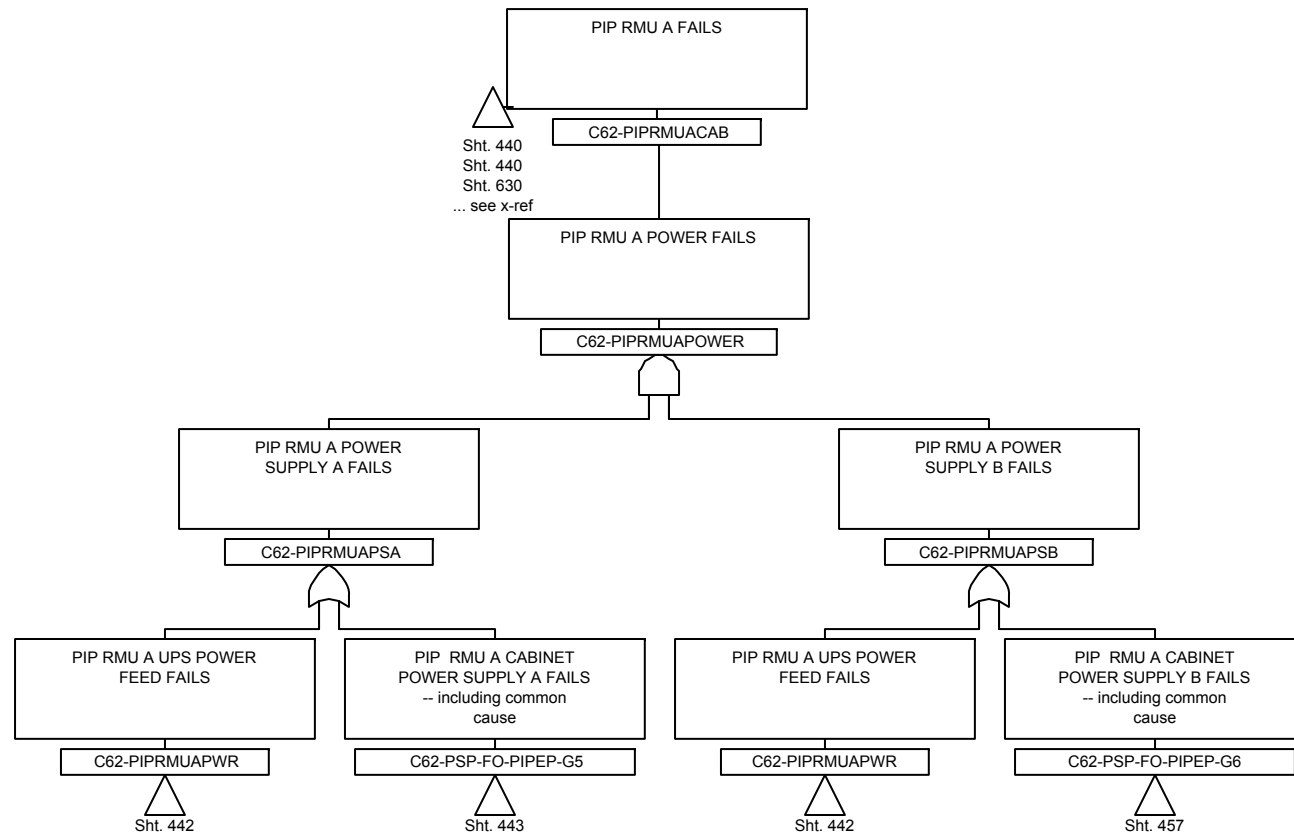 PIP RMU A FAILS
C62-PIPRMUACAB
Sht. 440
Sht. 440
Sht. 630
... see x-ref
PIP RMU A POWER FAILS
C62-PIPRMUAPOWER
PIP RMU A POWER
SUPPLY A FAILS
C62-PIPRMUAPSA
PIP RMU A POWER
SUPPLY B FAILS
C62-PIPRMUAPSB
PIP RMU A UPS POWER
FEED FAILS
C62-PIPRMUAPWR
Sht. 442
PIP RMU A CABINET
POWER SUPPLY A FAILS
-- including common
cause
C62-PSP-FO-PIPEP-G5
Sht. 443
PIP RMU A UPS POWER
FEED FAILS
C62-PIPRMUAPWR
Sht. 442
PIP RMU A CABINET
POWER SUPPLY B FAILS
-- including common
cause
C62-PSP-FO-PIPEP-G6
Sht. 457